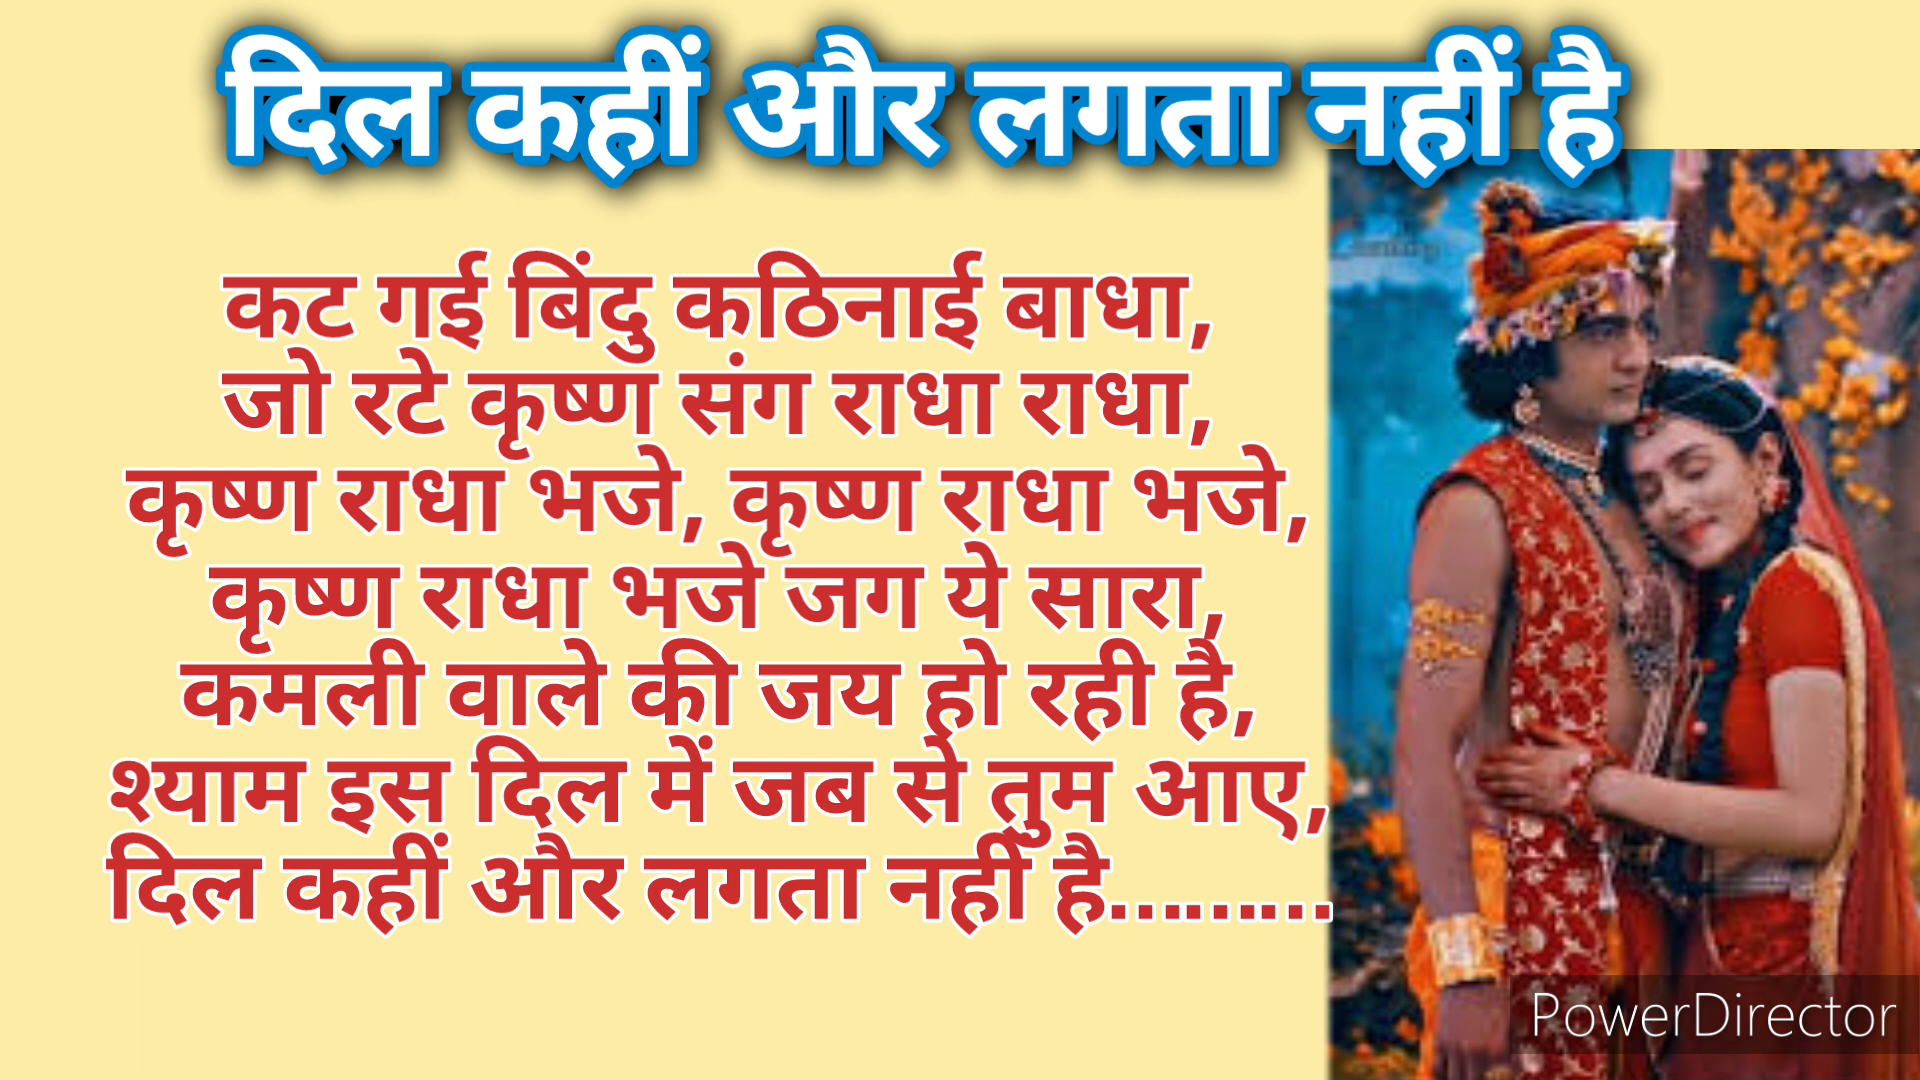 दिल कहीं और लगता नहीं है
कट गई बिंदु कठिनाई बाधा,
जो रटे कृष्ण संग राधा राधा,
कृष्ण राधा भजे, कृष्ण राधा भजे,
कृष्ण राधा भजे जग ये सारा,
कमली वाले की जय हो रही है,
श्याम इस दिल में जब से तुम आए,
दिल कहीं और लगता नहीं है.........
PowerDirector